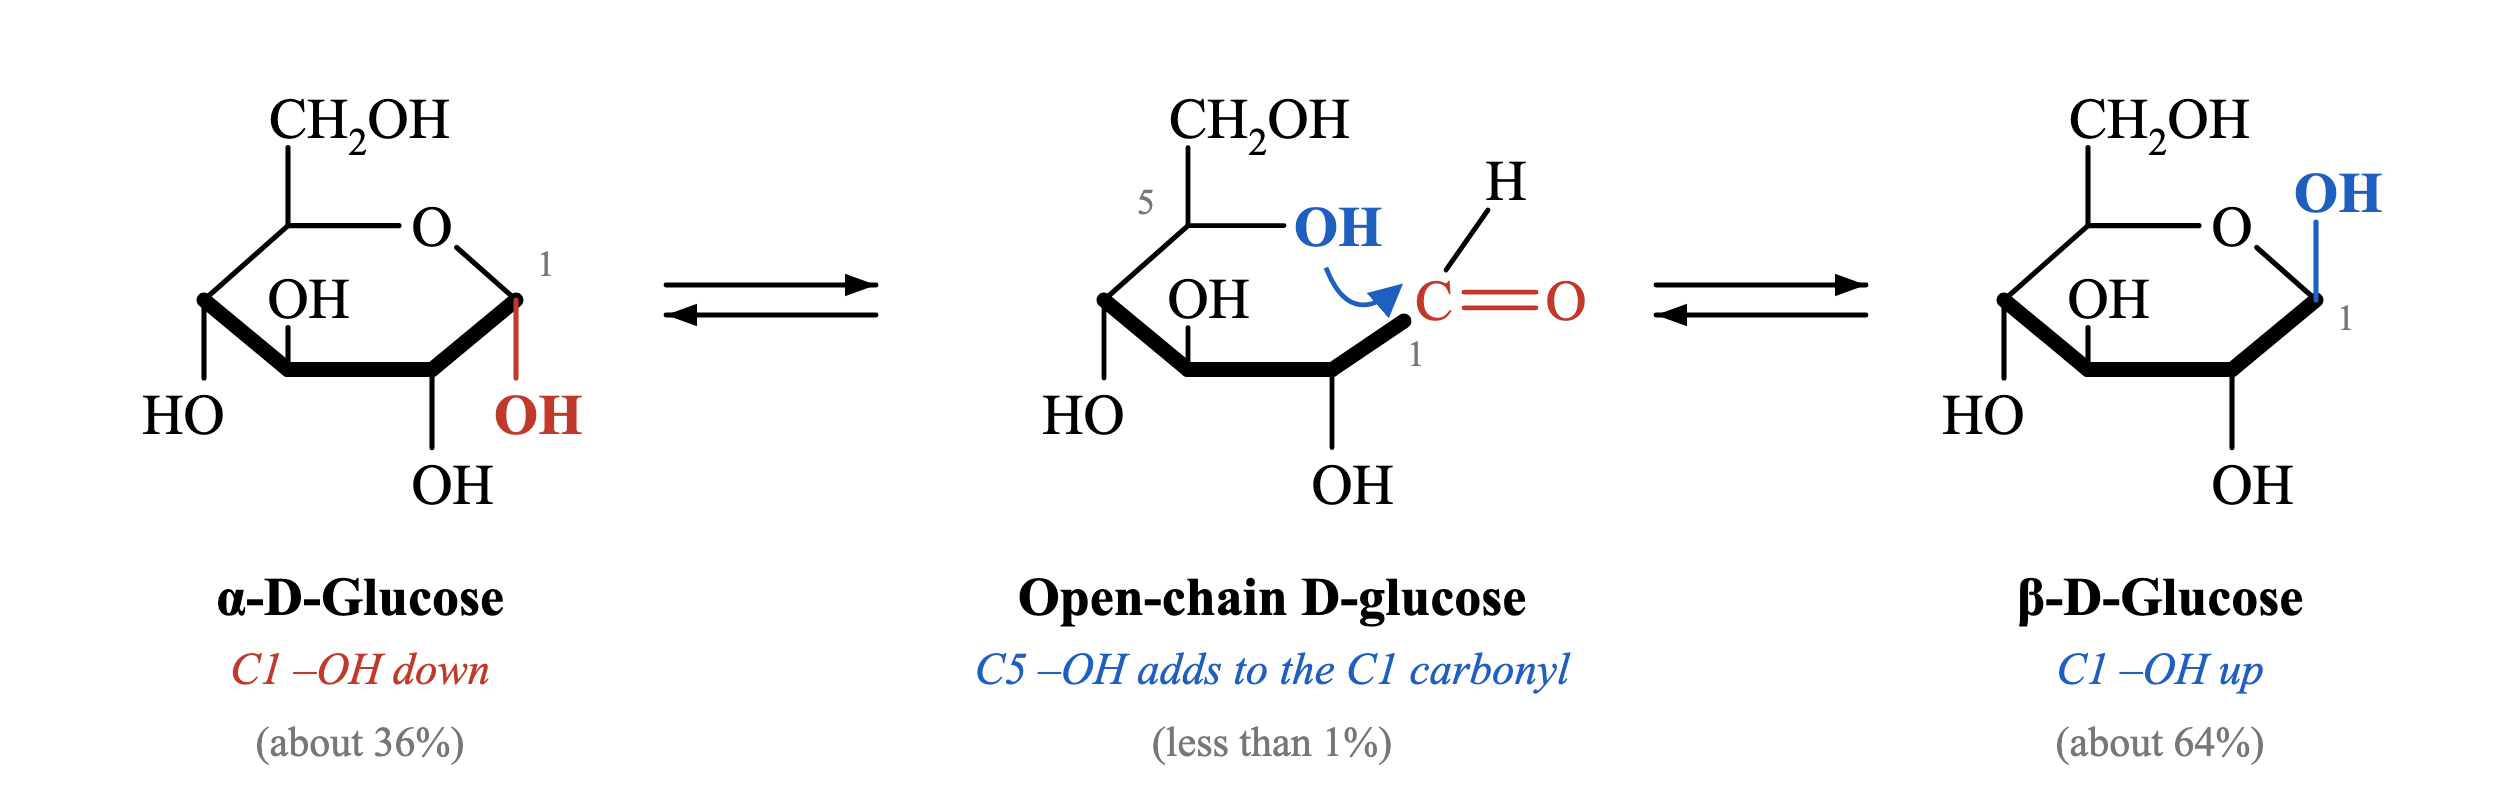 CH₂OH
O
1
OH
HO
OH
OH
CH₂OH
H
5
OH
OH
C
O
1
HO
OH
CH₂OH
OH
O
OH
1
HO
OH
α-D-Glucose
C1 –OH down
(about 36%)
Open-chain D-glucose
C5 –OH adds to the C1 carbonyl
(less than 1%)
β-D-Glucose
C1 –OH up
(about 64%)